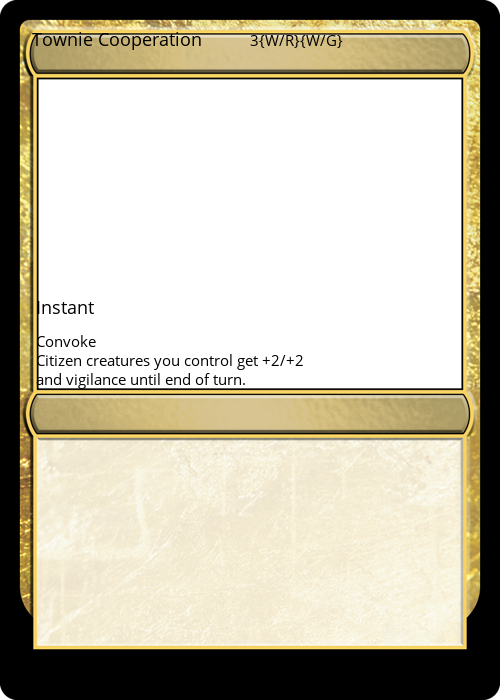 Townie Cooperation 3{W/R}{W/G}
Instant
Convoke
Citizen creatures you control get +2/+2
and vigilance until end of turn.